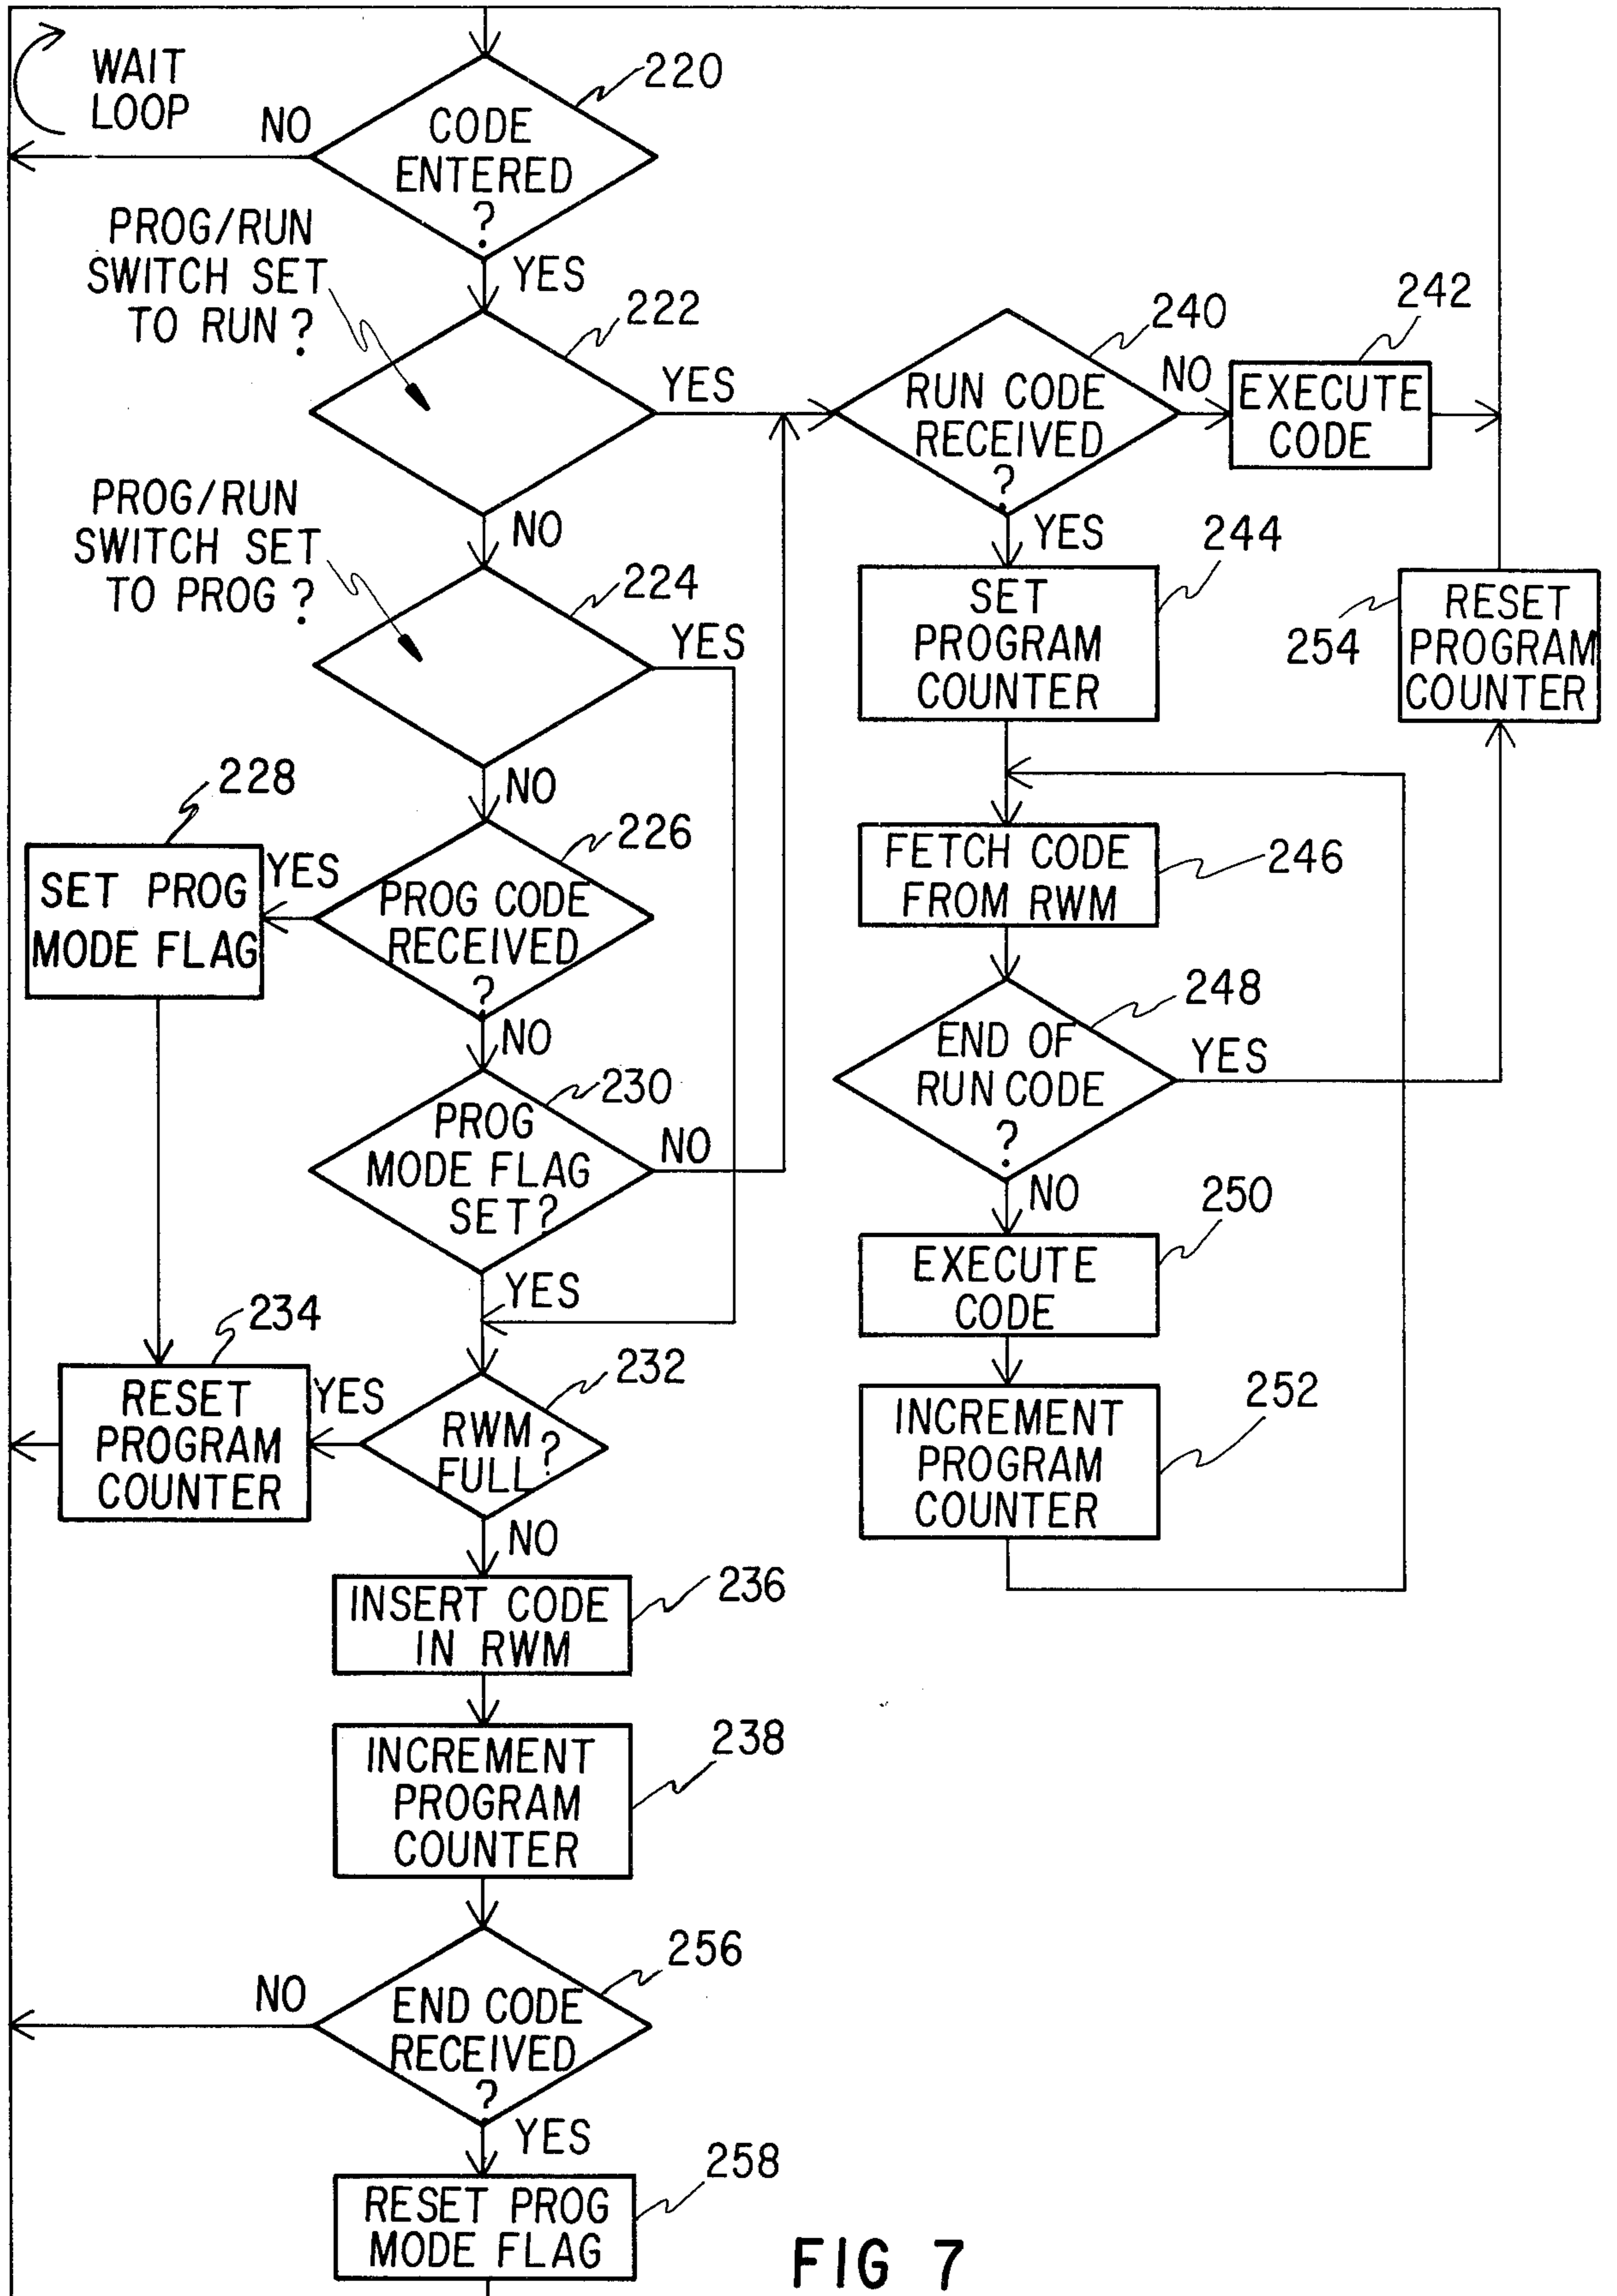 WAIT
LOOP
NO
CODE
ENTERED
?
220
YES
PROG/RUN
SWITCH SET
TO RUN?
222
YES
NO
PROG/RUN
SWITCH SET
TO PROG?
224
YES
NO
226
PROG CODE
RECEIVED
?
YES
228
SET PROG
MODE FLAG
NO
230
PROG
MODE FLAG
SET?
NO
YES
232
RWM
FULL?
YES
234
RESET
PROGRAM
COUNTER
NO
236
INSERT CODE
IN RWM
238
INCREMENT
PROGRAM
COUNTER
256
END CODE
RECEIVED
?
NO
YES
258
RESET PROG
MODE FLAG
240
RUN CODE
RECEIVED
?
NO
242
EXECUTE
CODE
YES
244
SET
PROGRAM
COUNTER
246
FETCH CODE
FROM RWM
248
END OF
RUN CODE
?
YES
254
RESET
PROGRAM
COUNTER
NO
250
EXECUTE
CODE
252
INCREMENT
PROGRAM
COUNTER
FIG 7